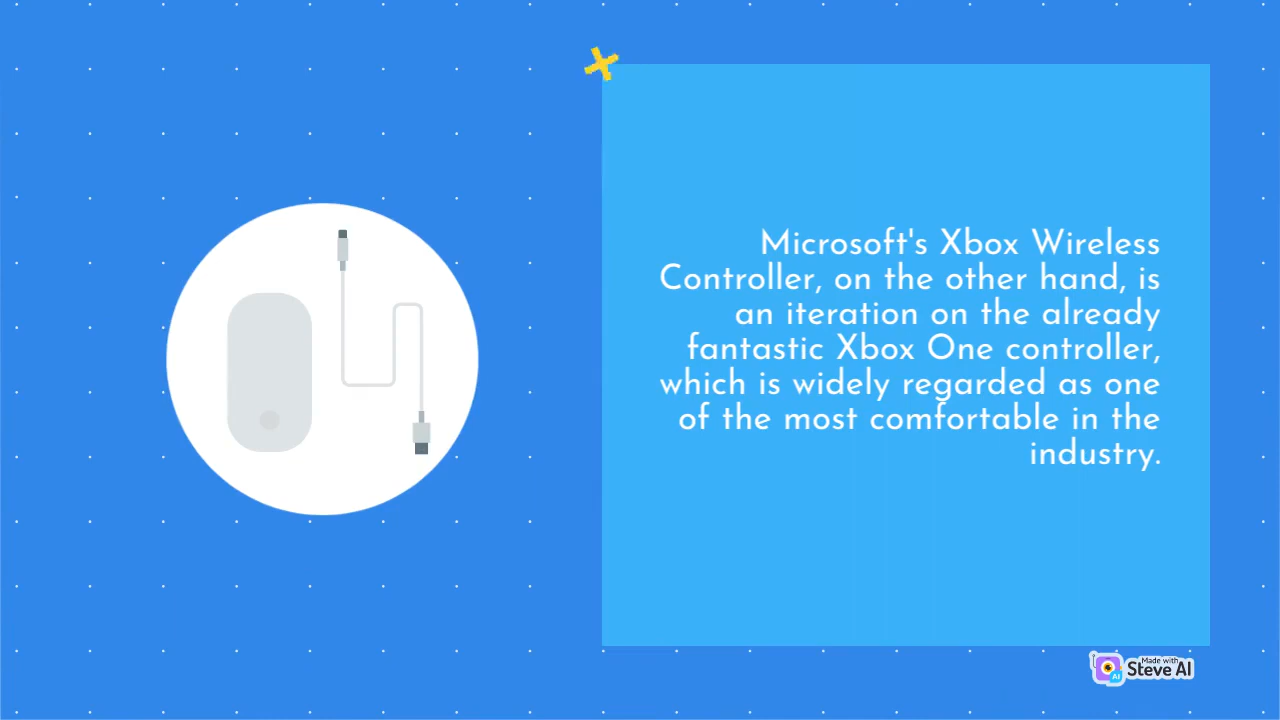 Microsoft's Xbox Wireless
Controller, on the other hand, is
an iteration on the already
fantastic Xbox One controller,
which is widely regarded as one
of the most comfortable in the
industry.
Made with
Steve AI
AI